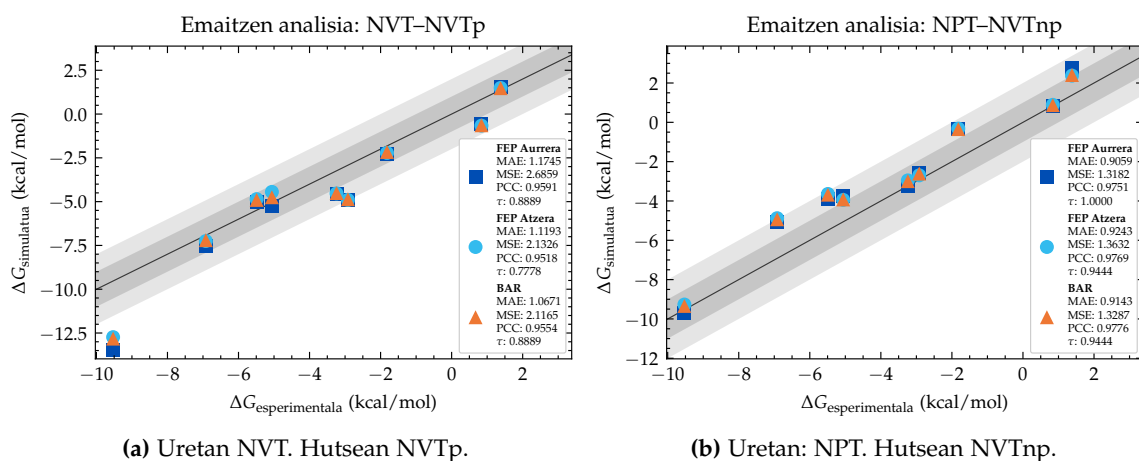 Emaitzen analisia: NVT–NVTp
2.5
0.0
−2.5
−5.0
−7.5
−10.0
−12.5
ΔG_simulatua (kcal/mol)
FEP Aurrera
MAE: 1.1745
MSE: 2.6859
PCC: 0.9591
τ: 0.8889
FEP Atzera
MAE: 1.1193
MSE: 2.1326
PCC: 0.9518
τ: 0.7778
BAR
MAE: 1.0671
MSE: 2.1165
PCC: 0.9554
τ: 0.8889
−10 −8 −6 −4 −2 0 2
ΔG_esperimentala (kcal/mol)
(a) Uretan NVT. Hutsean NVTp.
Emaitzen analisia: NPT–NVTnp
2
0
−2
−4
−6
−8
−10
−12
ΔG_simulatua (kcal/mol)
FEP Aurrera
MAE: 0.9059
MSE: 1.3182
PCC: 0.9751
τ: 1.0000
FEP Atzera
MAE: 0.9243
MSE: 1.3632
PCC: 0.9769
τ: 0.9444
BAR
MAE: 0.9143
MSE: 1.3287
PCC: 0.9776
τ: 0.9444
−10 −8 −6 −4 −2 0 2
ΔG_esperimentala (kcal/mol)
(b) Uretan: NPT. Hutsean NVTnp.